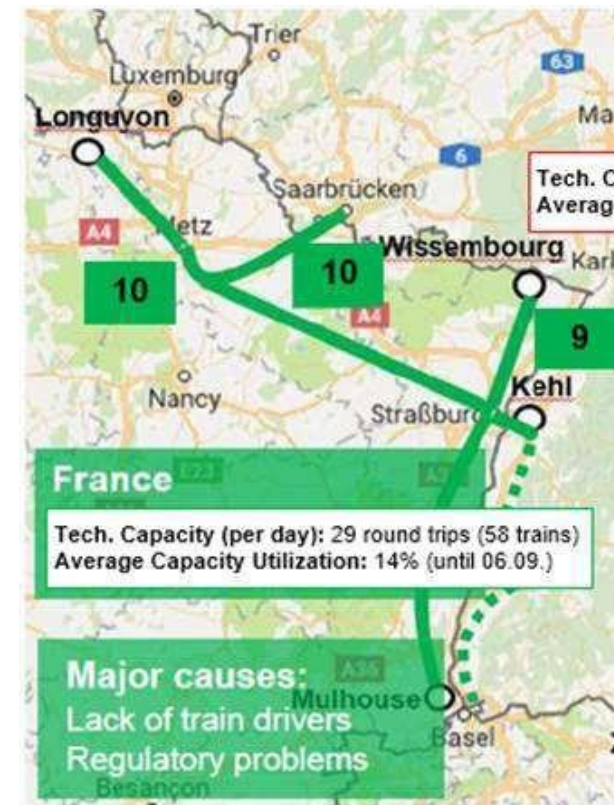 Trier
Luxemburg
63
Longuyon
Ma
6
Tech. C
Average
Saarbrücken
A4
Metz
Wissembourg
Karl
10
10
A4
9
Nancy
Kehl
Straßburg
France
Tech. Capacity (per day): 29 round trips (58 trains)
Average Capacity Utilization: 14% (until 06.09.)
Major causes:
Lack of train drivers
Regulatory problems
Mulhouse
Basel
Besançon